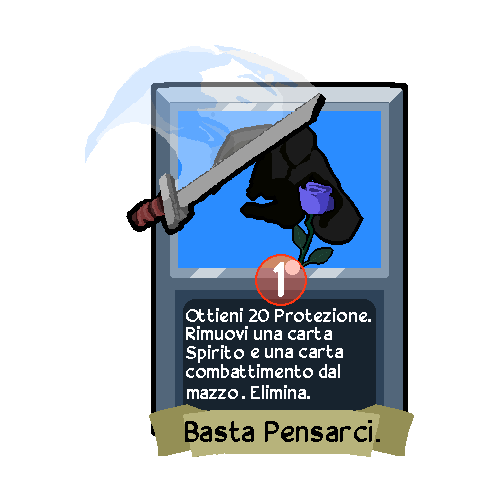 1
Ottieni 20 Protezione.
Rimuovi una carta
Spirito e una carta
combattimento dal
mazzo. Elimina.
Basta Pensarci.